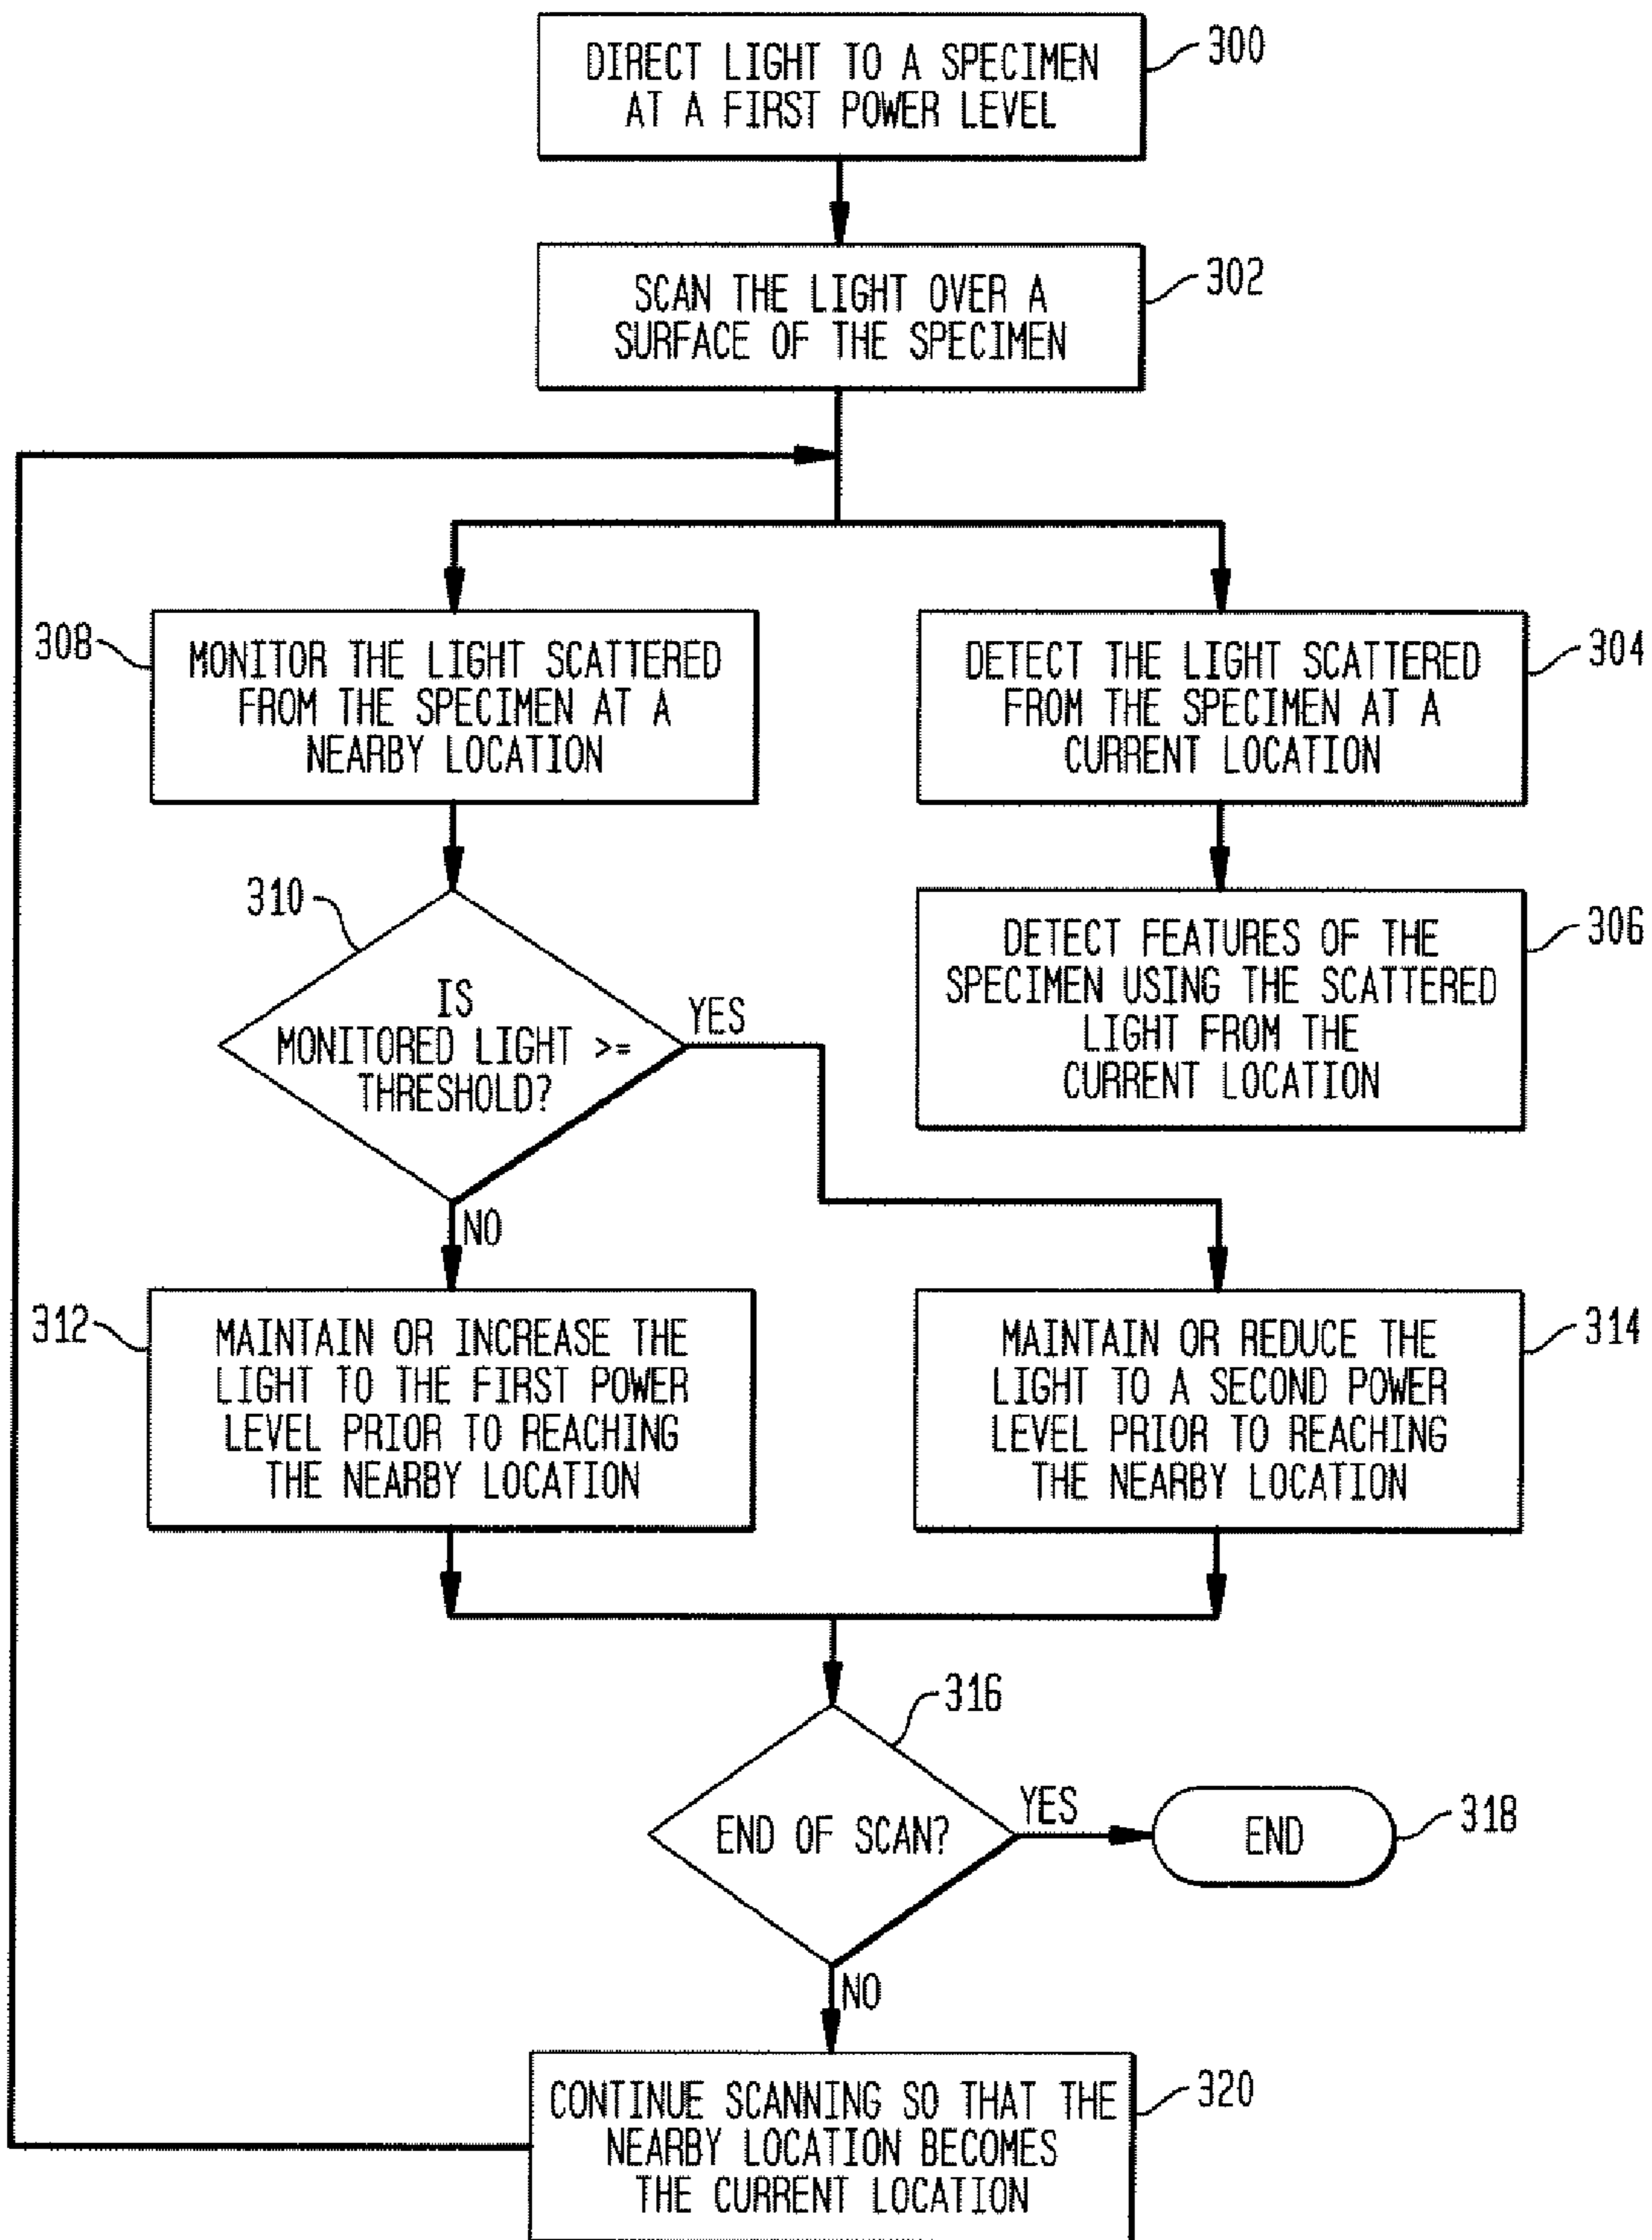 DIRECT LIGHT TO A SPECIMEN
AT A FIRST POWER LEVEL
300
SCAN THE LIGHT OVER A
SURFACE OF THE SPECIMEN
302
308
MONITOR THE LIGHT SCATTERED
FROM THE SPECIMEN AT A
NEARBY LOCATION
DETECT THE LIGHT SCATTERED
FROM THE SPECIMEN AT A
CURRENT LOCATION
304
310
IS
MONITORED LIGHT >=
THRESHOLD?
YES
NO
DETECT FEATURES OF THE
SPECIMEN USING THE SCATTERED
LIGHT FROM THE
CURRENT LOCATION
306
312
MAINTAIN OR INCREASE THE
LIGHT TO THE FIRST POWER
LEVEL PRIOR TO REACHING
THE NEARBY LOCATION
MAINTAIN OR REDUCE THE
LIGHT TO A SECOND POWER
LEVEL PRIOR TO REACHING
THE NEARBY LOCATION
314
316
END OF SCAN?
YES
END
318
NO
CONTINUE SCANNING SO THAT THE
NEARBY LOCATION BECOMES
THE CURRENT LOCATION
320